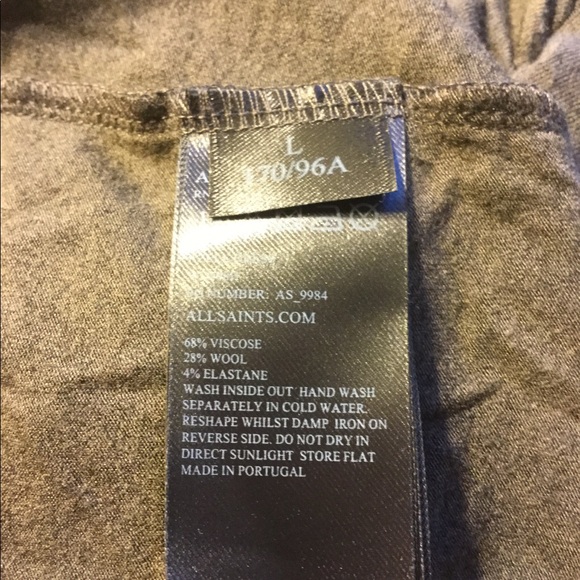 L
170/96A
NUMBER: AS_9984
ALLSAINTS.COM
68% VISCOSE
28% WOOL
4% ELASTANE
WASH INSIDE OUT HAND WASH
SEPARATELY IN COLD WATER.
RESHAPE WHILST DAMP IRON ON
REVERSE SIDE. DO NOT DRY IN
DIRECT SUNLIGHT STORE FLAT
MADE IN PORTUGAL